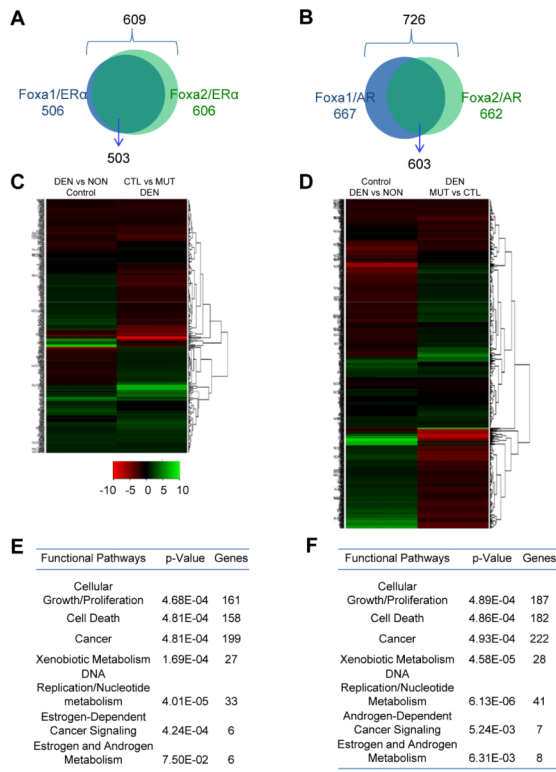 A
609
Foxa1/ERα
506
Foxa2/ERα
606
503
B
726
Foxa1/AR
667
Foxa2/AR
662
603
C
DEN vs NON
Control
CTL vs MUT
DEN
-10 -5 0 5 10
D
Control
DEN vs NON
DEN
MUT vs CTL
E
Functional Pathways p-Value Genes
Cellular
Growth/Proliferation 4.68E-04 161
Cell Death 4.81E-04 158
Cancer 4.81E-04 199
Xenobiotic Metabolism 1.69E-04 27
DNA
Replication/Nucleotide
metabolism 4.01E-05 33
Estrogen-Dependent
Cancer Signaling 4.24E-04 6
Estrogen and Androgen
Metabolism 7.50E-02 6
F
Functional Pathways p-Value Genes
Cellular
Growth/Proliferation 4.89E-04 187
Cell Death 4.86E-04 182
Cancer 4.93E-04 222
Xenobiotic Metabolism 4.58E-05 28
DNA
Replication/Nucleotide
metabolism 6.13E-06 41
Androgen-Dependent
Cancer Signaling 5.24E-03 7
Estrogen and Androgen
Metabolism 6.31E-03 8